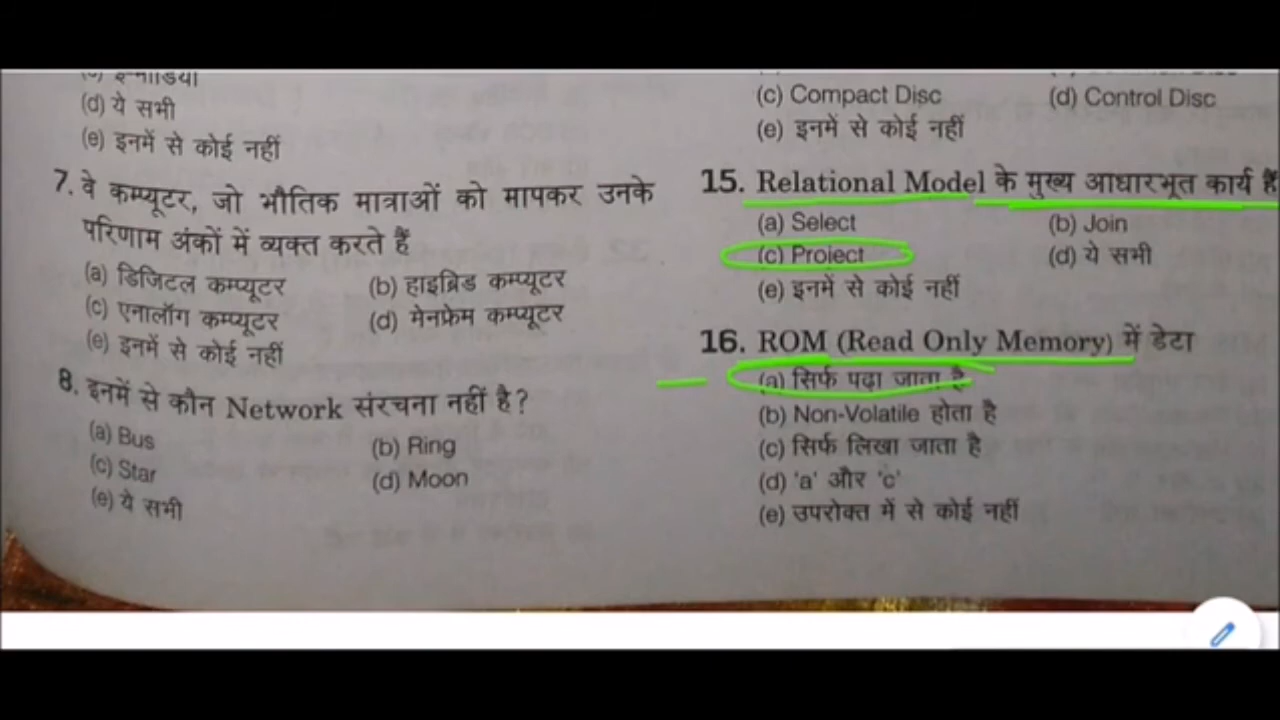 (d) ये सभी
(e) इनमें से कोई नहीं
7. वे कम्प्यूटर, जो भौतिक मात्राओं को मापकर उनके
परिणाम अंकों में व्यक्त करते हैं
(a) डिजिटल कम्प्यूटर (b) हाइब्रिड कम्प्यूटर
(c) एनालॉग कम्प्यूटर (d) मेनफ्रेम कम्प्यूटर
(e) इनमें से कोई नहीं
8. इनमें से कौन Network संरचना नहीं है?
(a) Bus (b) Ring
(c) Star (d) Moon
(e) ये सभी
(c) Compact Disc (d) Control Disc
(e) इनमें से कोई नहीं
15. Relational Model के मुख्य आधारभूत कार्य हैं
(a) Select (b) Join
(c) Project (d) ये सभी
(e) इनमें से कोई नहीं
16. ROM (Read Only Memory) में डेटा
(a) सिर्फ पढ़ा जाता है
(b) Non-Volatile होता है
(c) सिर्फ लिखा जाता है
(d) 'a' और 'c'
(e) उपरोक्त में से कोई नहीं